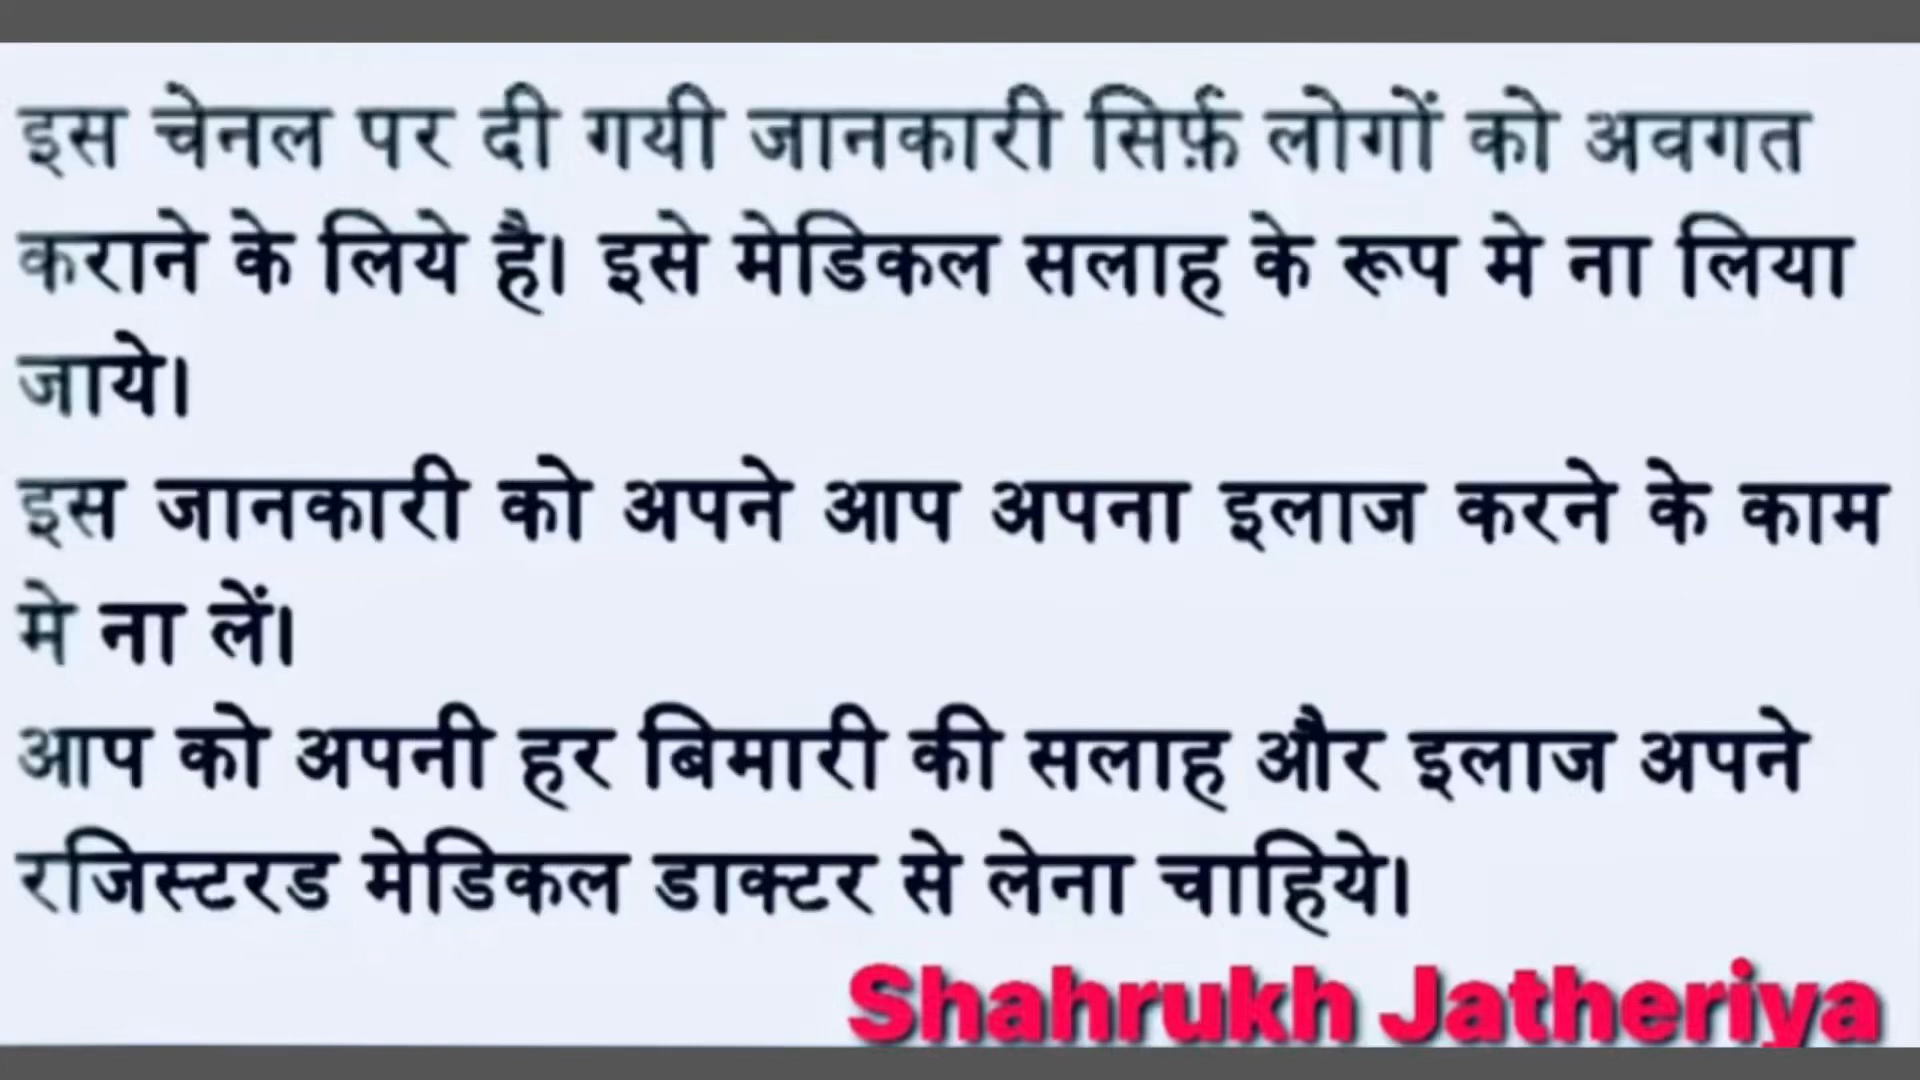 इस चेनल पर दी गयी जानकारी सिर्फ़ लोगों को अवगत
कराने के लिये है। इसे मेडिकल सलाह के रूप मे ना लिया
जाये।
इस जानकारी को अपने आप अपना इलाज करने के काम
मे ना लें।
आप को अपनी हर बिमारी की सलाह और इलाज अपने
रजिस्टरड मेडिकल डाक्टर से लेना चाहिये।
Shahrukh Jatheriya